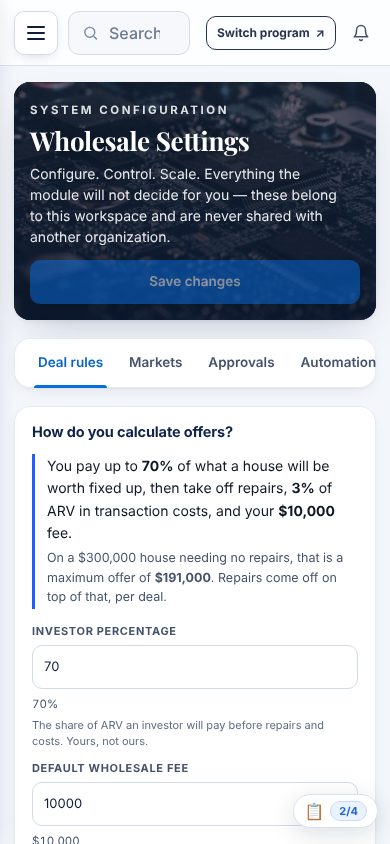 Search
Switch program ↗
SYSTEM CONFIGURATION
Wholesale Settings
Configure. Control. Scale. Everything the
module will not decide for you — these belong
to this workspace and are never shared with
another organization.
Save changes
Deal rules
Markets
Approvals
Automation
How do you calculate offers?
You pay up to 70% of what a house will be
worth fixed up, then take off repairs, 3% of
ARV in transaction costs, and your $10,000
fee.
On a $300,000 house needing no repairs, that is a
maximum offer of $191,000. Repairs come off on
top of that, per deal.
INVESTOR PERCENTAGE
70
70%
The share of ARV an investor will pay before repairs and
costs. Yours, not ours.
DEFAULT WHOLESALE FEE
10000
2/4
$10,000